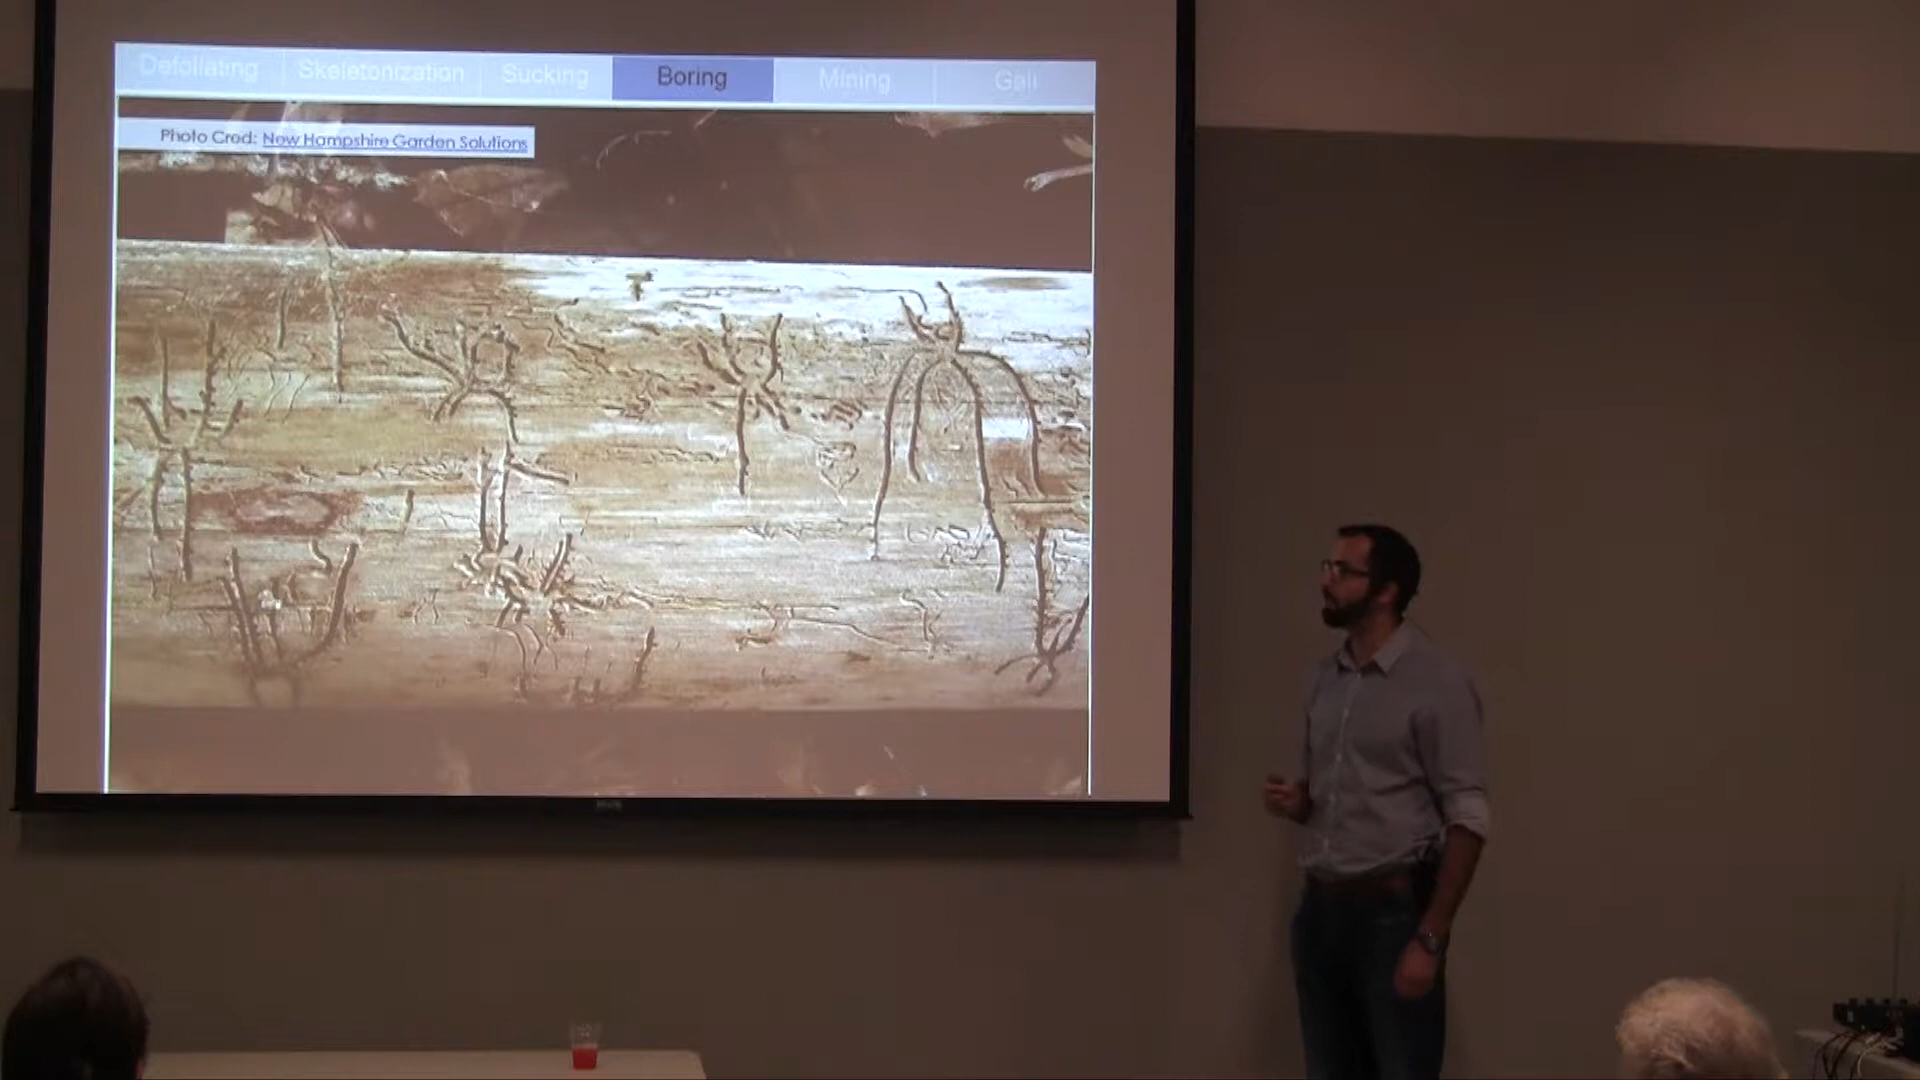 Defoliating Skeletonization Sucking Boring Mining Gall
Photo Cred: New Hampshire Garden Solutions